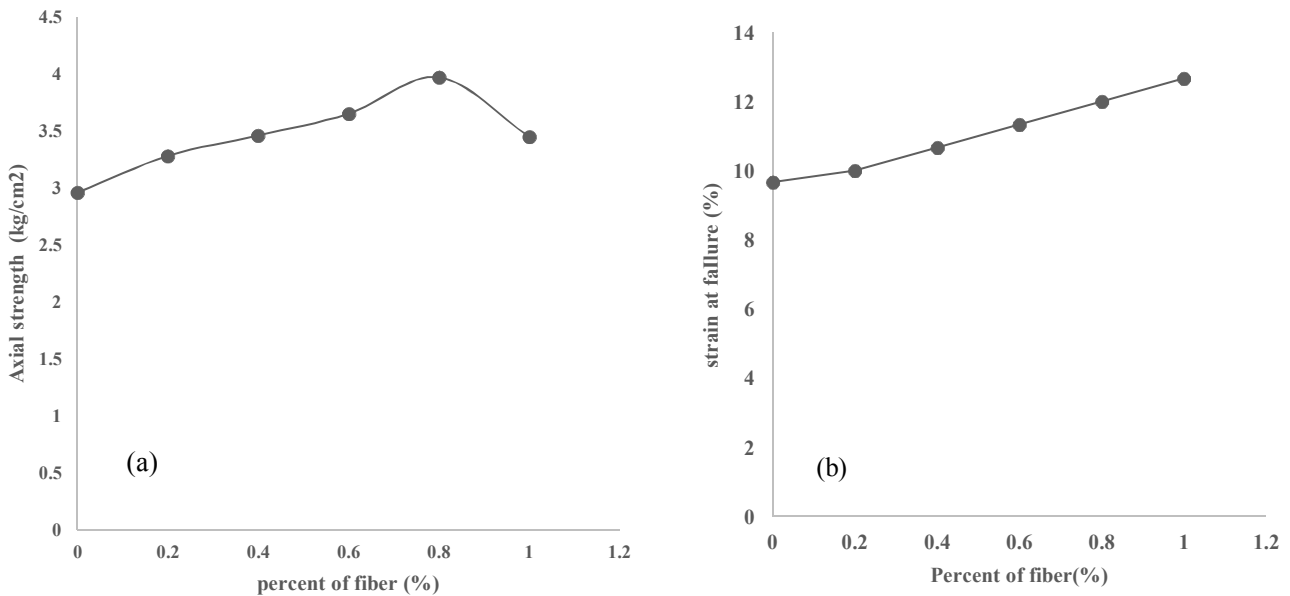 4.5
4
3.5
3
2.5
2
1.5
1
0.5
0
Axial strength (kg/cm2)
(a)
0 0.2 0.4 0.6 0.8 1 1.2
percent of fiber (%)
14
12
10
8
6
4
2
0
strain at fallure (%)
(b)
0 0.2 0.4 0.6 0.8 1 1.2
Percent of fiber(%)